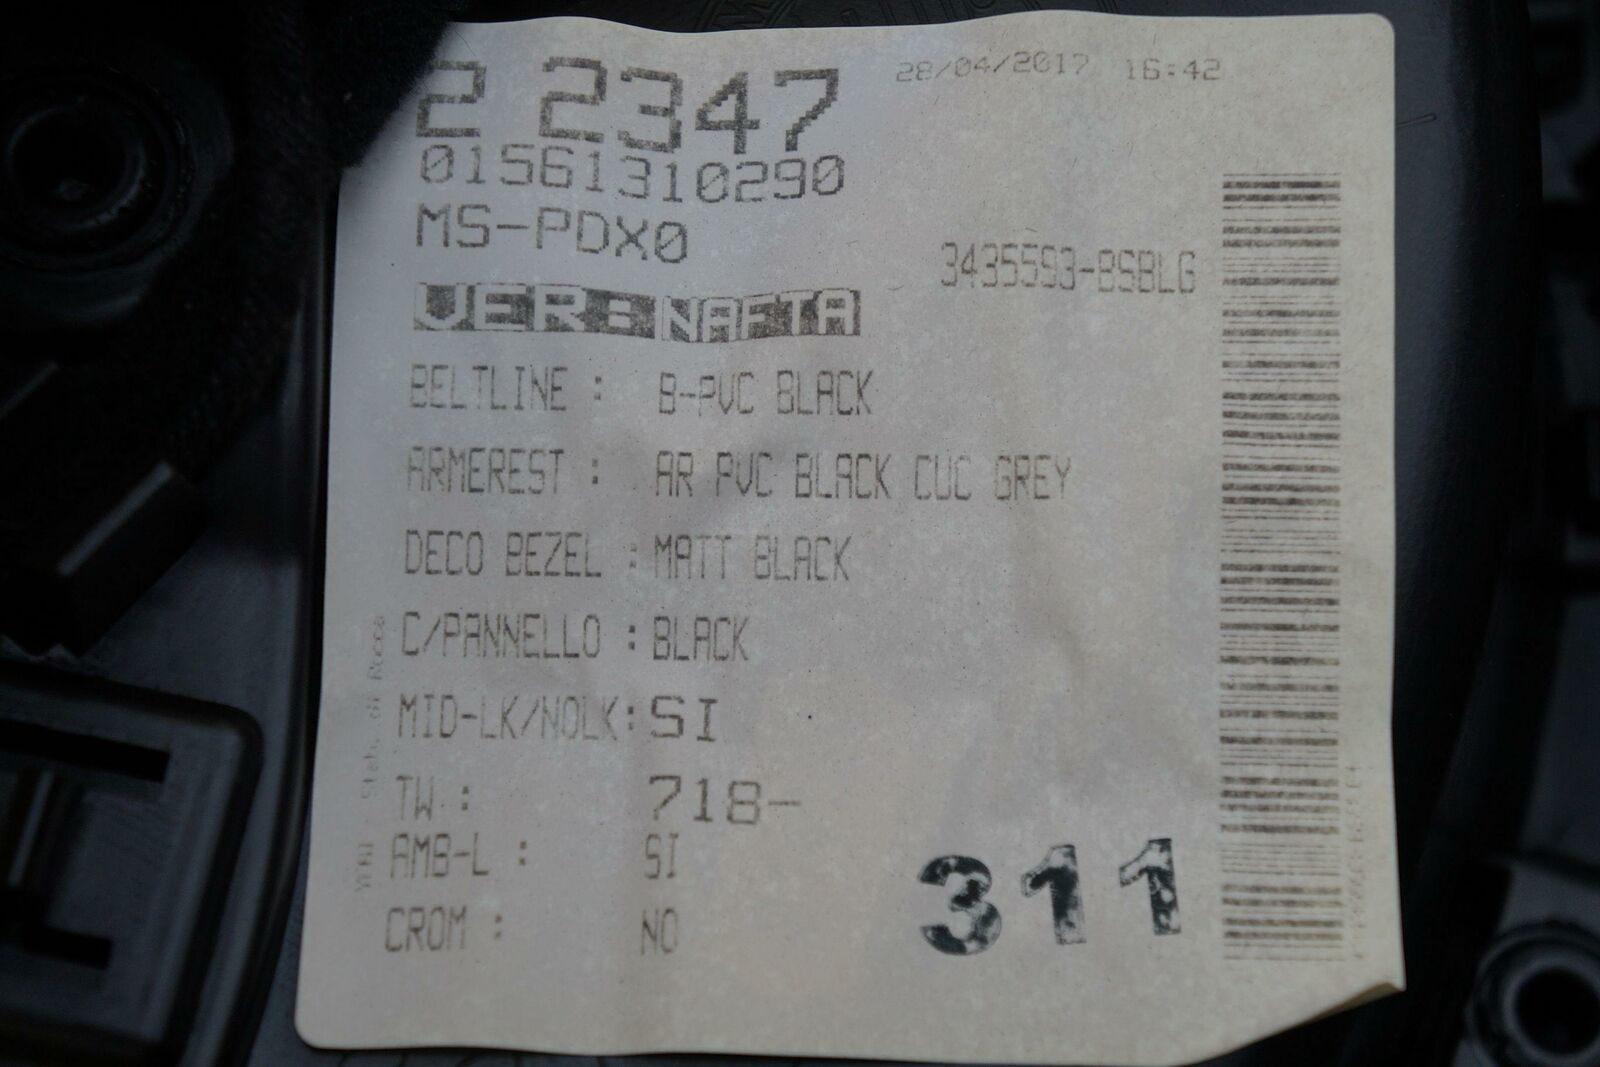 2 2347
28/04/2017 16:42
01561310290
MS-PDX0
3435593-BSBLG
VER: NAFTA
BELTLINE : B-PVC BLACK
ARMEREST : AR PVC BLACK CUC GREY
DECO BEZEL : MATT BLACK
C/PANNELLO : BLACK
MID-LK/NOLK: SI
TW : 718-
AMB-L : SI
CROM : NO
311